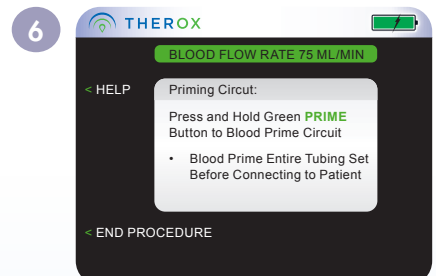 6
THEROX
BLOOD FLOW RATE 75 ML/MIN
< HELP
Priming Circut:
Press and Hold Green PRIME
Button to Blood Prime Circuit
• Blood Prime Entire Tubing Set
Before Connecting to Patient
< END PROCEDURE